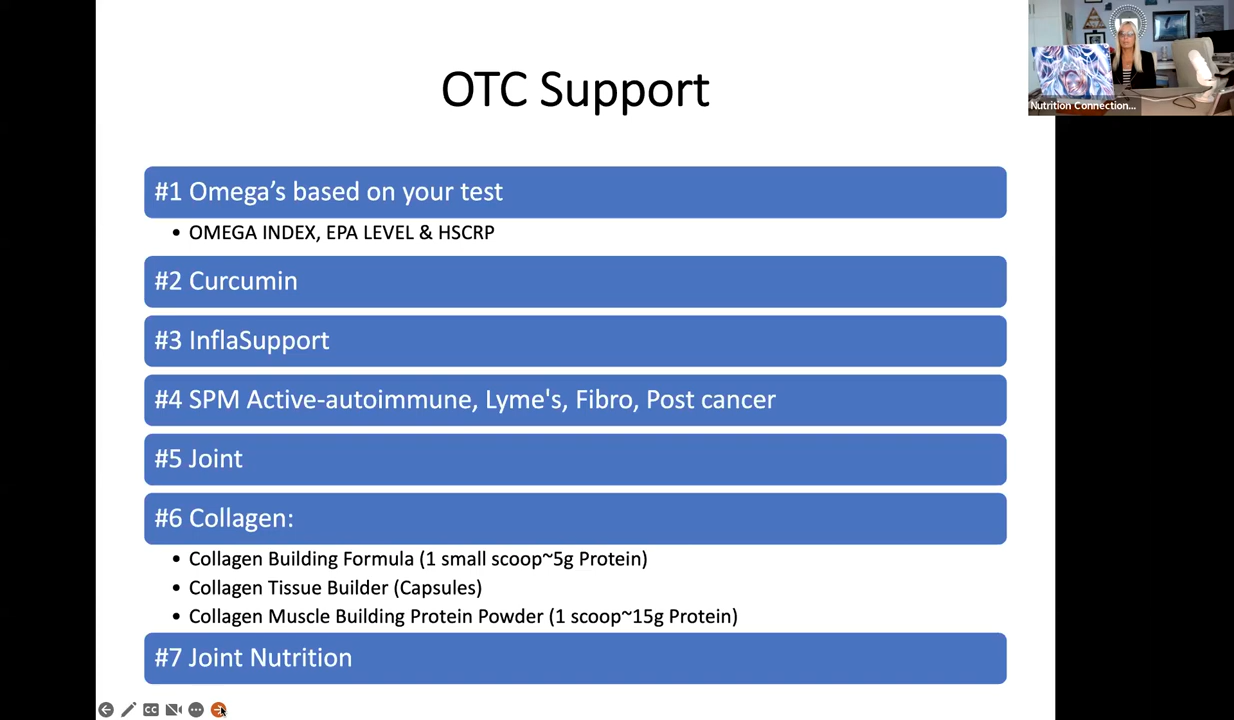 OTC Support
Nutrition Connection...
#1 Omega’s based on your test
• OMEGA INDEX, EPA LEVEL & HSCRP
#2 Curcumin
#3 InflaSupport
#4 SPM Active-autoimmune, Lyme's, Fibro, Post cancer
#5 Joint
#6 Collagen:
• Collagen Building Formula (1 small scoop~5g Protein)
• Collagen Tissue Builder (Capsules)
• Collagen Muscle Building Protein Powder (1 scoop~15g Protein)
#7 Joint Nutrition
CC